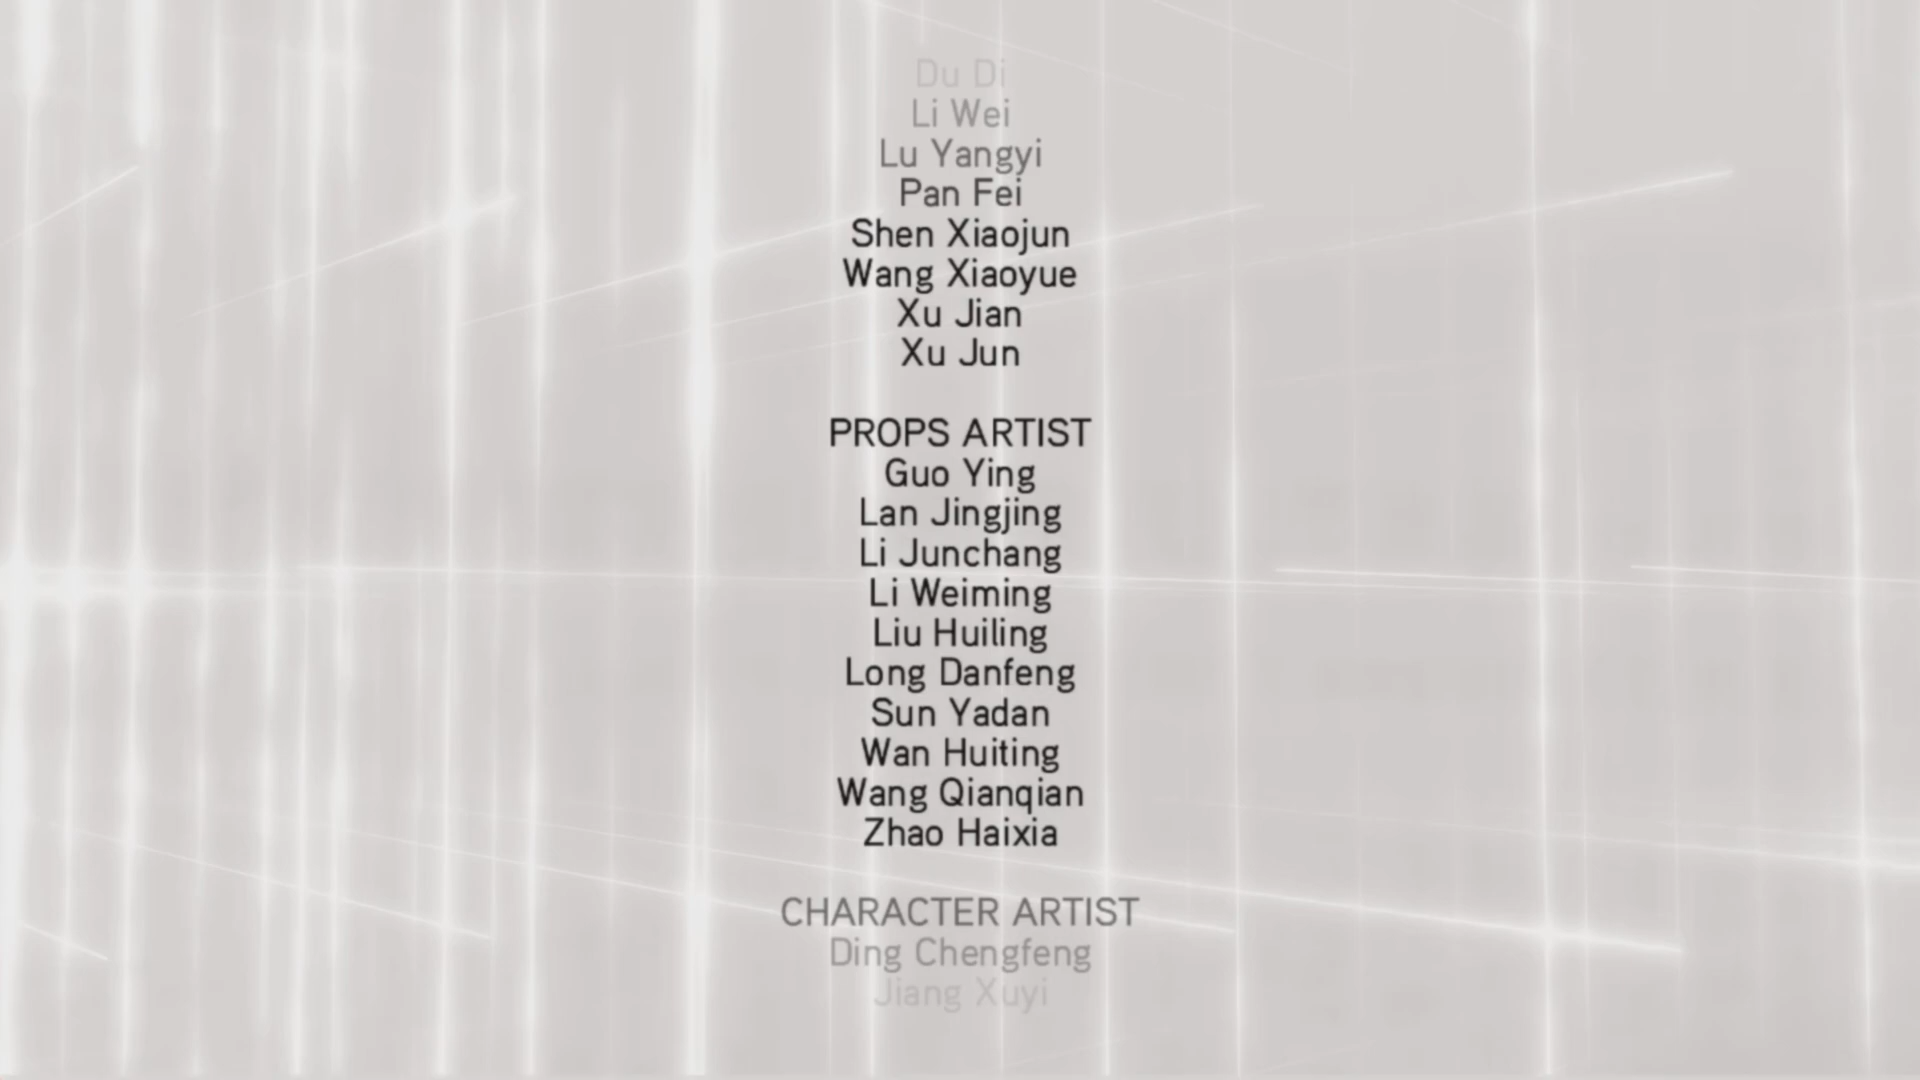 Du Di
Li Wei
Lu Yangyi
Pan Fei
Shen Xiaojun
Wang Xiaoyue
Xu Jian
Xu Jun
PROPS ARTIST
Guo Ying
Lan Jingjing
Li Junchang
Li Weiming
Liu Huiling
Long Danfeng
Sun Yadan
Wan Huiting
Wang Qianqian
Zhao Haixia
CHARACTER ARTIST
Ding Chengfeng
Jiang Xuyi